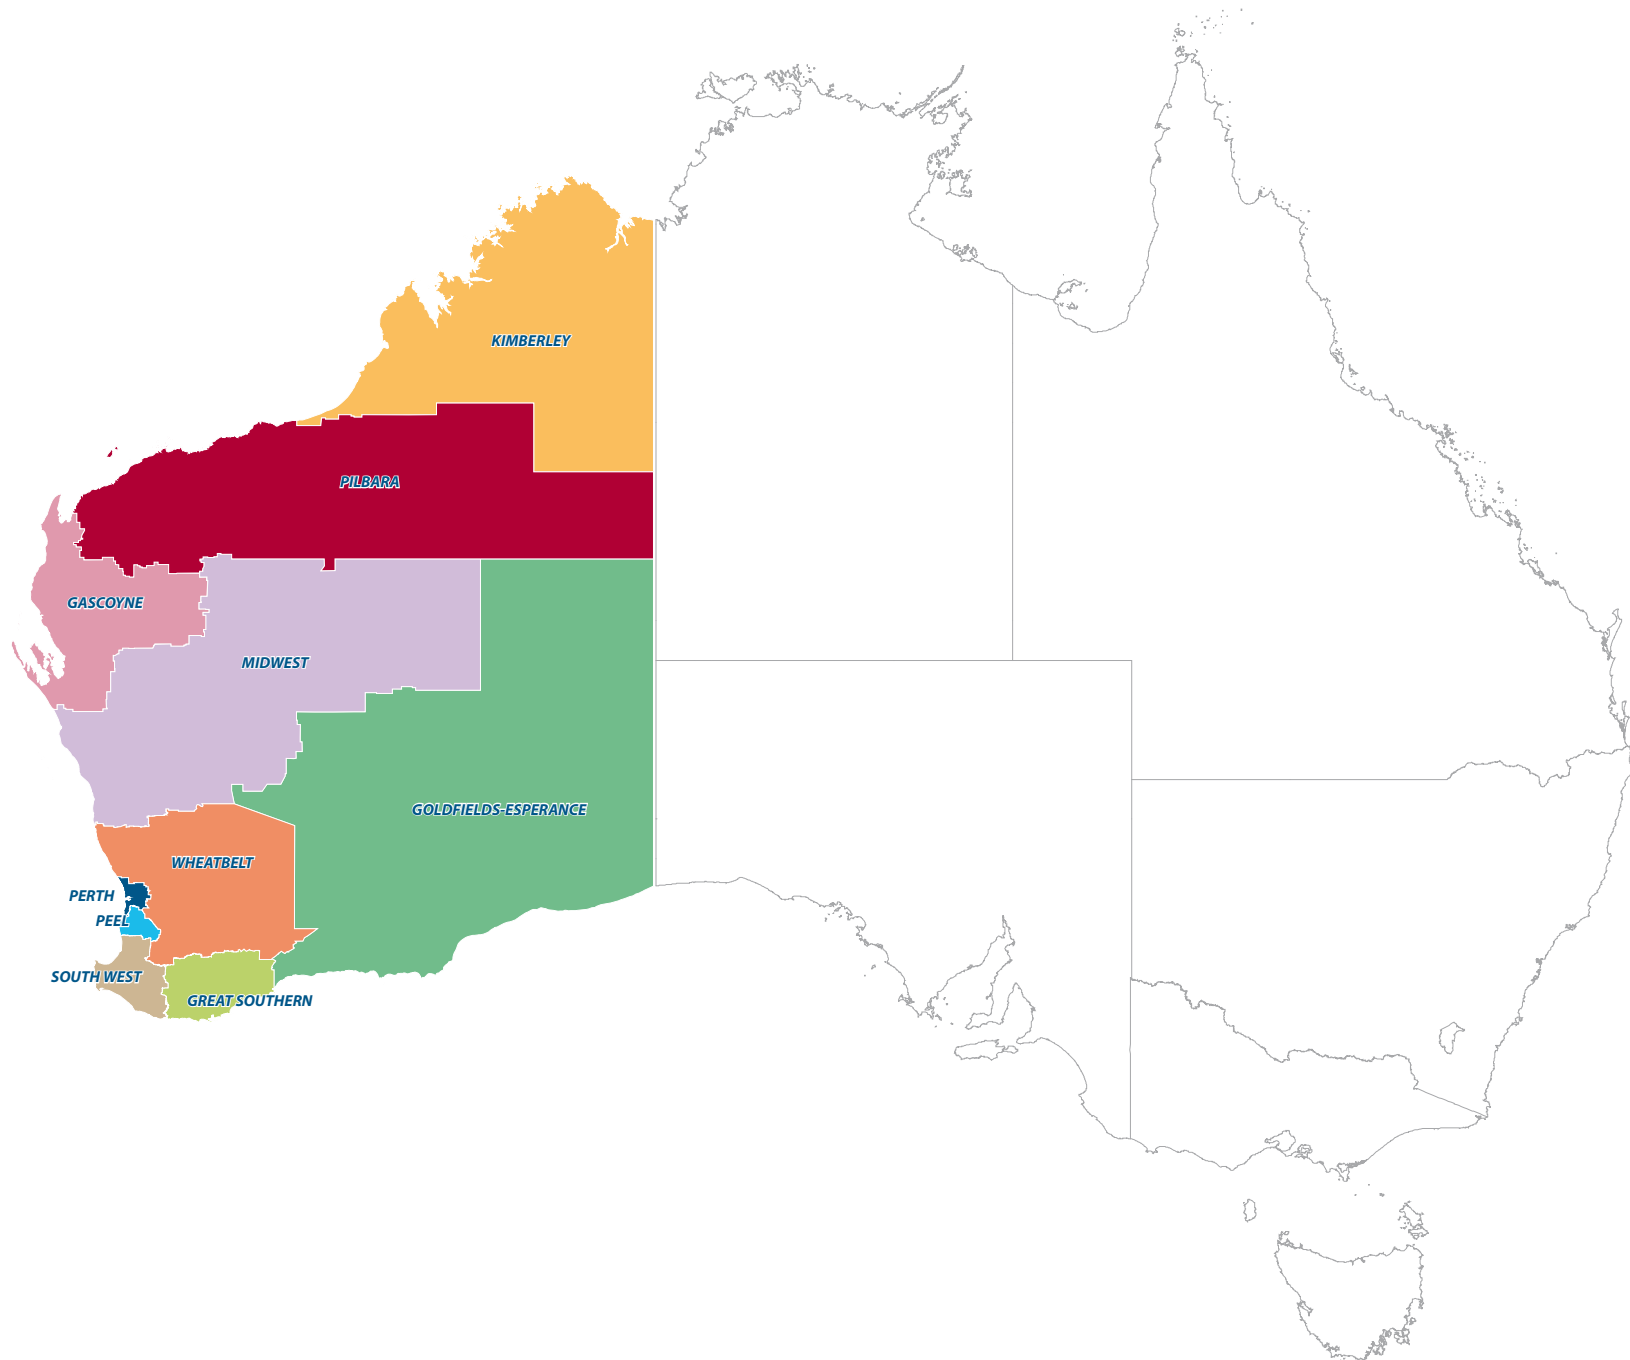 KIMBERLEY
PILBARA
GASCOYNE
MIDWEST
GOLDFIELDS-ESPERANCE
WHEATBELT
PERTH
PEEL
SOUTH WEST
GREAT SOUTHERN